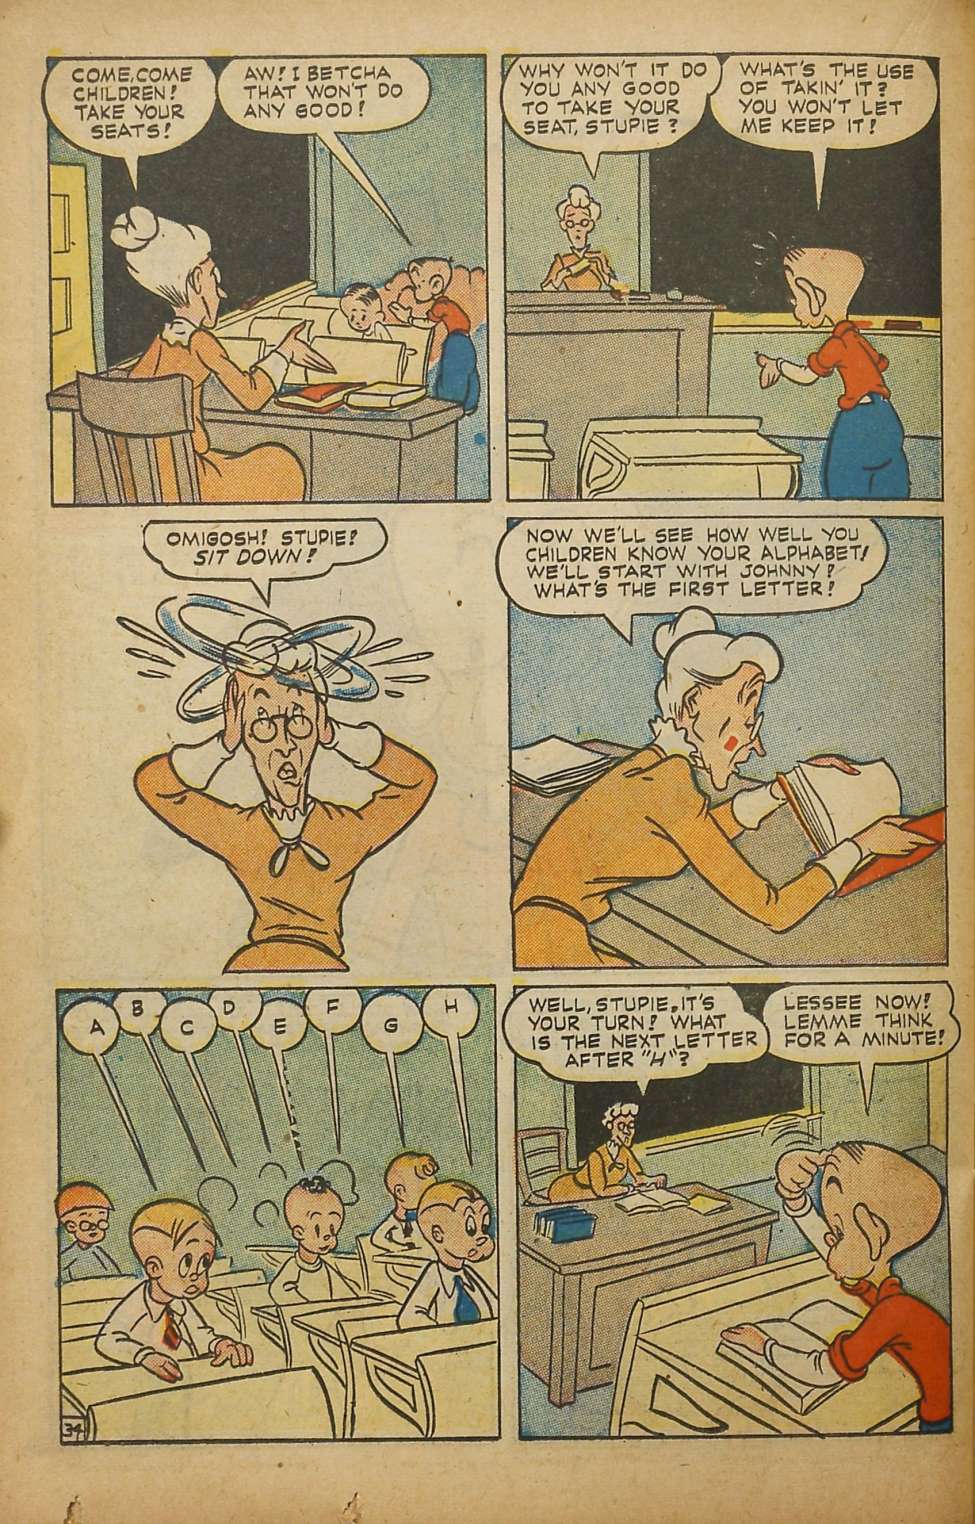 COME, COME
CHILDREN!
TAKE YOUR
SEATS!
AW! I BETCHA
THAT WON'T DO
ANY GOOD!
WHY WON'T IT DO
YOU ANY GOOD
TO TAKE YOUR
SEAT, STUPIE?
WHAT'S THE USE
OF TAKIN' IT?
YOU WON'T LET
ME KEEP IT!
OMIGOSH! STUPIE!
SIT DOWN!
NOW WE'LL SEE HOW WELL YOU
CHILDREN KNOW YOUR ALPHABET!
WE'LL START WITH JOHNNY!
WHAT'S THE FIRST LETTER!
A
B
C
D
E
F
G
H
34
WELL, STUPIE, IT'S
YOUR TURN! WHAT
IS THE NEXT LETTER
AFTER "H"?
LESSEE NOW!
LEMME THINK
FOR A MINUTE!